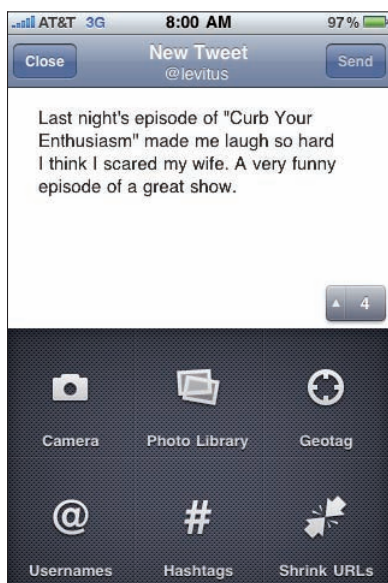 AT&T 3G 8:00 AM 97%
Close New Tweet Send
@levitus
Last night's episode of "Curb Your
Enthusiasm" made me laugh so hard
I think I scared my wife. A very funny
episode of a great show.
4
Camera Photo Library Geotag
@ #
Usernames Hashtags Shrink URLs